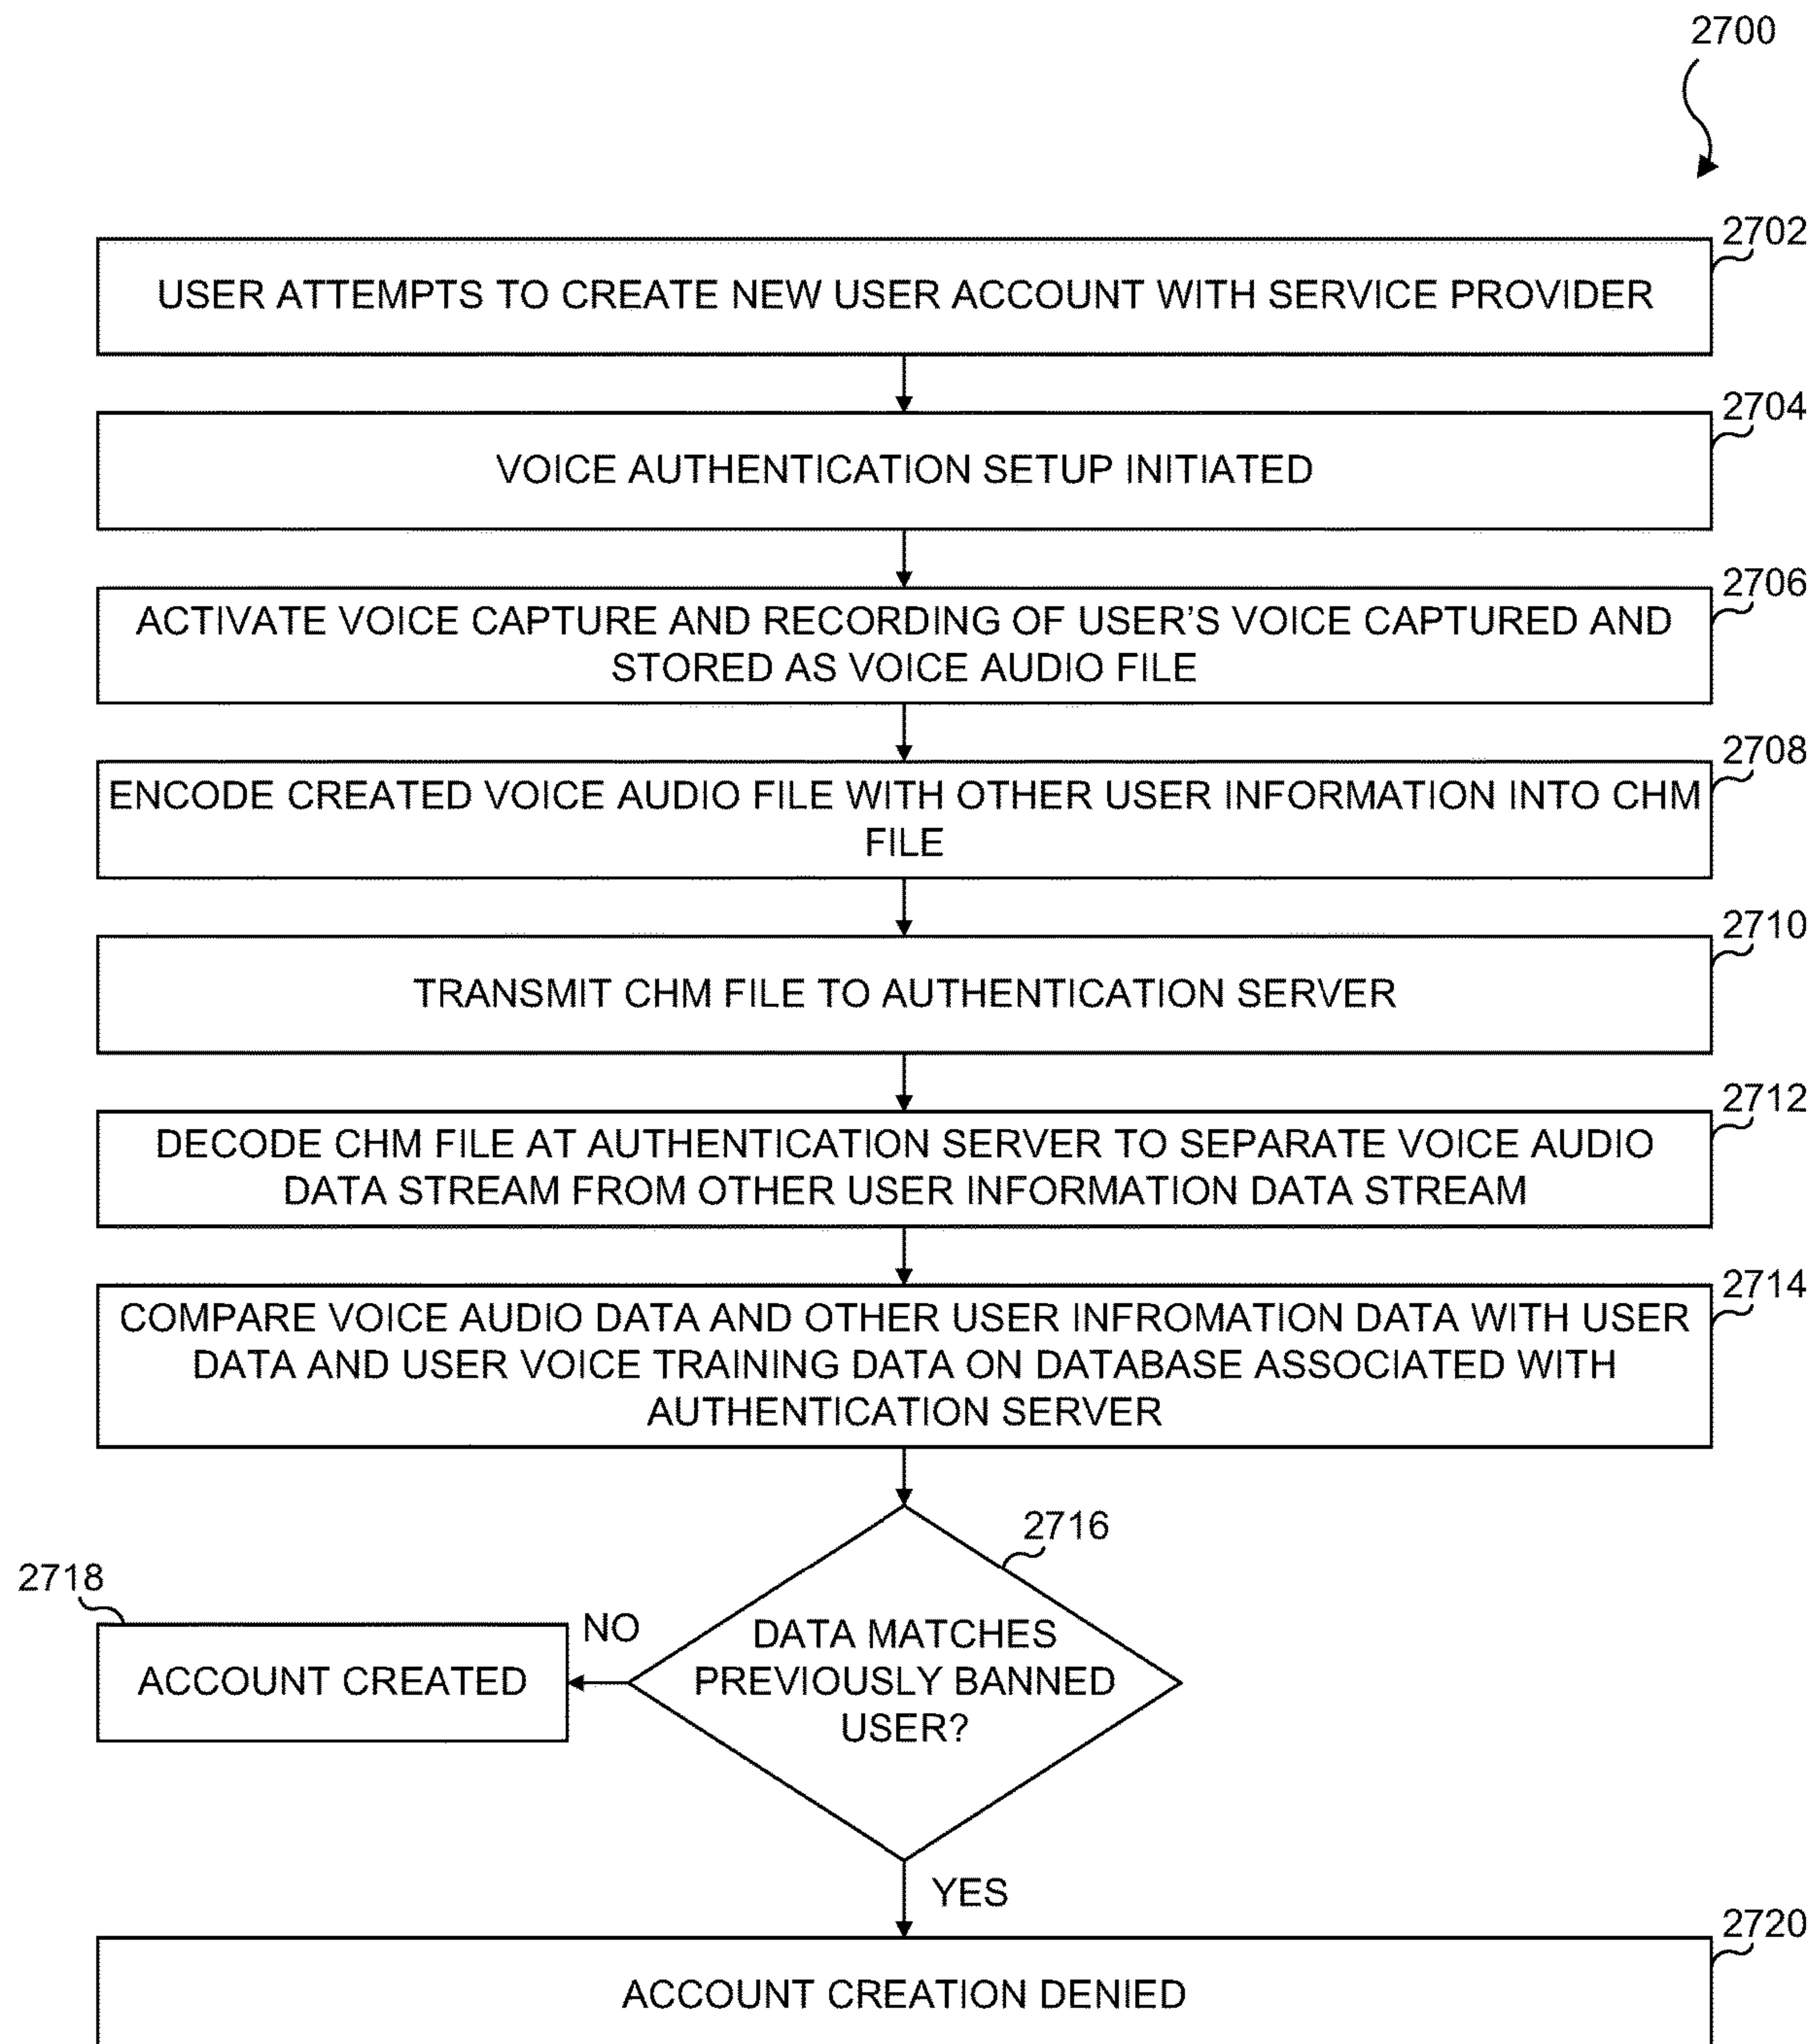 2700
2702
USER ATTEMPTS TO CREATE NEW USER ACCOUNT WITH SERVICE PROVIDER
2704
VOICE AUTHENTICATION SETUP INITIATED
2706
ACTIVATE VOICE CAPTURE AND RECORDING OF USER'S VOICE CAPTURED AND
STORED AS VOICE AUDIO FILE
2708
ENCODE CREATED VOICE AUDIO FILE WITH OTHER USER INFORMATION INTO CHM
FILE
2710
TRANSMIT CHM FILE TO AUTHENTICATION SERVER
2712
DECODE CHM FILE AT AUTHENTICATION SERVER TO SEPARATE VOICE AUDIO
DATA STREAM FROM OTHER USER INFORMATION DATA STREAM
2714
COMPARE VOICE AUDIO DATA AND OTHER USER INFROMATION DATA WITH USER
DATA AND USER VOICE TRAINING DATA ON DATABASE ASSOCIATED WITH
AUTHENTICATION SERVER
2716
DATA MATCHES
PREVIOUSLY BANNED
USER?
2718
NO
ACCOUNT CREATED
YES
2720
ACCOUNT CREATION DENIED